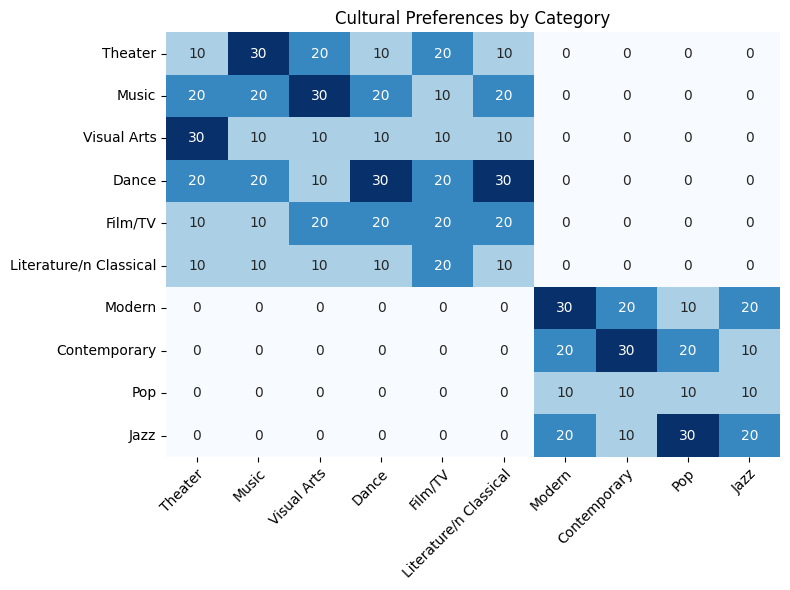 Cultural Preferences by Category
Theater 10 30 20 10 20 10 0 0 0 0
Music 20 20 30 20 10 20 0 0 0 0
Visual Arts 30 10 10 10 10 10 0 0 0 0
Dance 20 20 10 30 20 30 0 0 0 0
Film/TV 10 10 20 20 20 20 0 0 0 0
Literature/n Classical 10 10 10 10 20 10 0 0 0 0
Modern 0 0 0 0 0 0 30 20 10 20
Contemporary 0 0 0 0 0 0 20 30 20 10
Pop 0 0 0 0 0 0 10 10 10 10
Jazz 0 0 0 0 0 0 20 10 30 20
Theater Music Visual Arts Dance Film/TV Literature/n Classical Modern Contemporary Pop Jazz